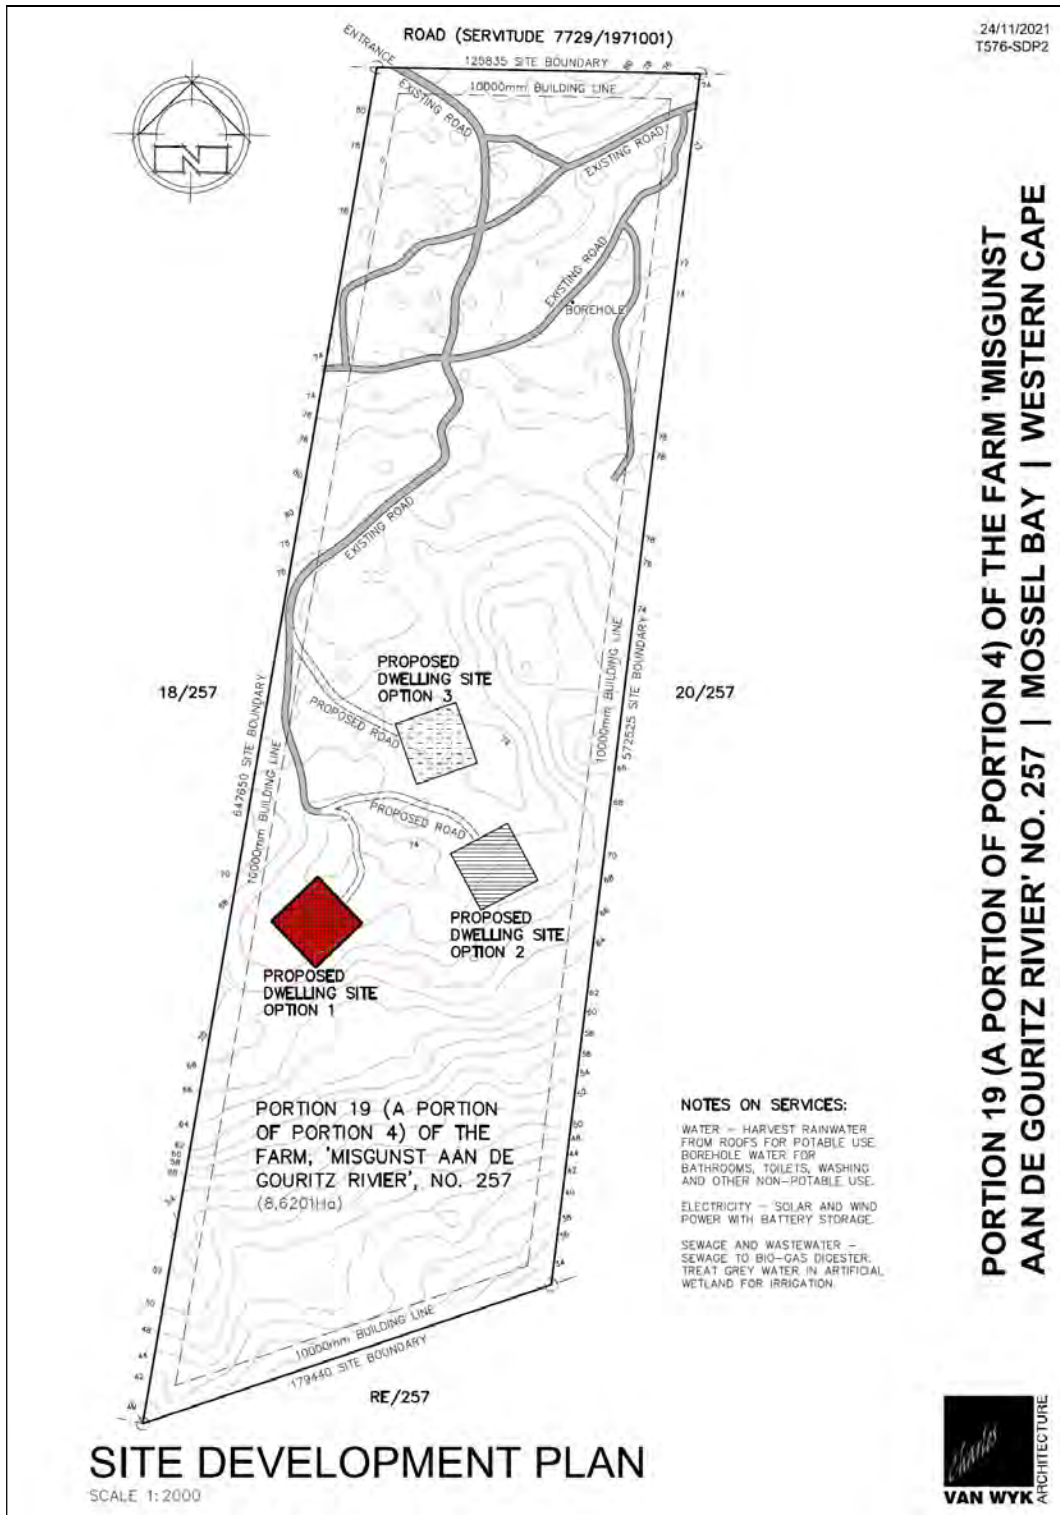 24/11/2021
T576-SDP2
ROAD (SERVITUDE 7729/1971001)
ENTRANCE
125835 SITE BOUNDARY
10000mm BUILDING LINE
EXISTING ROAD
EXISTING ROAD
EXISTING ROAD
BOREHOLE
EXISTING ROAD
N
18/257
20/257
647650 SITE BOUNDARY
10000mm BUILDING LINE
10000mm BUILDING LINE
572525 SITE BOUNDARY
PROPOSED
DWELLING SITE
OPTION 3
PROPOSED ROAD
PROPOSED ROAD
74
74
PROPOSED
DWELLING SITE
OPTION 2
PROPOSED
DWELLING SITE
OPTION 1
PORTION 19 (A PORTION
OF PORTION 4) OF THE
FARM, 'MISGUNST AAN DE
GOURITZ RIVIER', NO. 257
(8,6201Ha)
10000mm BUILDING LINE
179440 SITE BOUNDARY
RE/257
NOTES ON SERVICES:
WATER – HARVEST RAINWATER
FROM ROOFS FOR POTABLE USE.
BOREHOLE WATER FOR
BATHROOMS, TOILETS, WASHING
AND OTHER NON–POTABLE USE.
ELECTRICITY – SOLAR AND WIND
POWER WITH BATTERY STORAGE.
SEWAGE AND WASTEWATER –
SEWAGE TO BIO–GAS DIGESTER.
TREAT GREY WATER IN ARTIFICIAL
WETLAND FOR IRRIGATION.
SITE DEVELOPMENT PLAN
SCALE 1:2000
PORTION 19 (A PORTION OF PORTION 4) OF THE FARM 'MISGUNST
AAN DE GOURITZ RIVIER' NO. 257 | MOSSEL BAY | WESTERN CAPE
Charles
VAN WYK
ARCHITECTURE